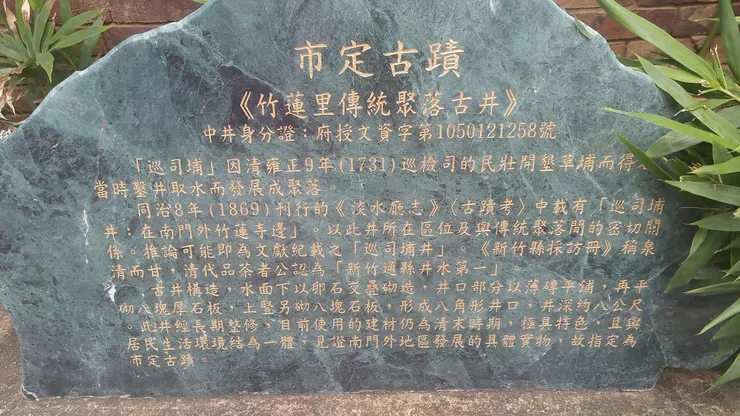 市定古蹟
《竹蓮里傳統聚落古井》
中井身分證：府授文資字第1050121258號
「巡司埔」因清雍正9年(1731)巡檢司的民壯開墾草埔而得
當時鑿井取水而發展成聚落。
同治8年(1869)刊行的《淡水廳志》〈古蹟考〉中載有「巡司埔
井：在南門外竹蓮寺邊」。以此井所在區位及與傳統聚落間的密切關
係。推論可能即為文獻紀載之「巡司埔井」。《新竹縣採訪冊》稱泉
清而甘，清代品茶者公認為「新竹通縣井水第一」。
古井構造，水面下以卵石交疊砌造，井口部分以薄磚平鋪，再平
砌八塊厚石板，上豎另砌八塊石板，形成八角形井口，井深約八公尺
。此井經長期整修，目前使用的建材仍為清末時期，極具特色，且與
居民生活環境結為一體，見證南門外地區發展的具體實物，故指定為
市定古蹟。